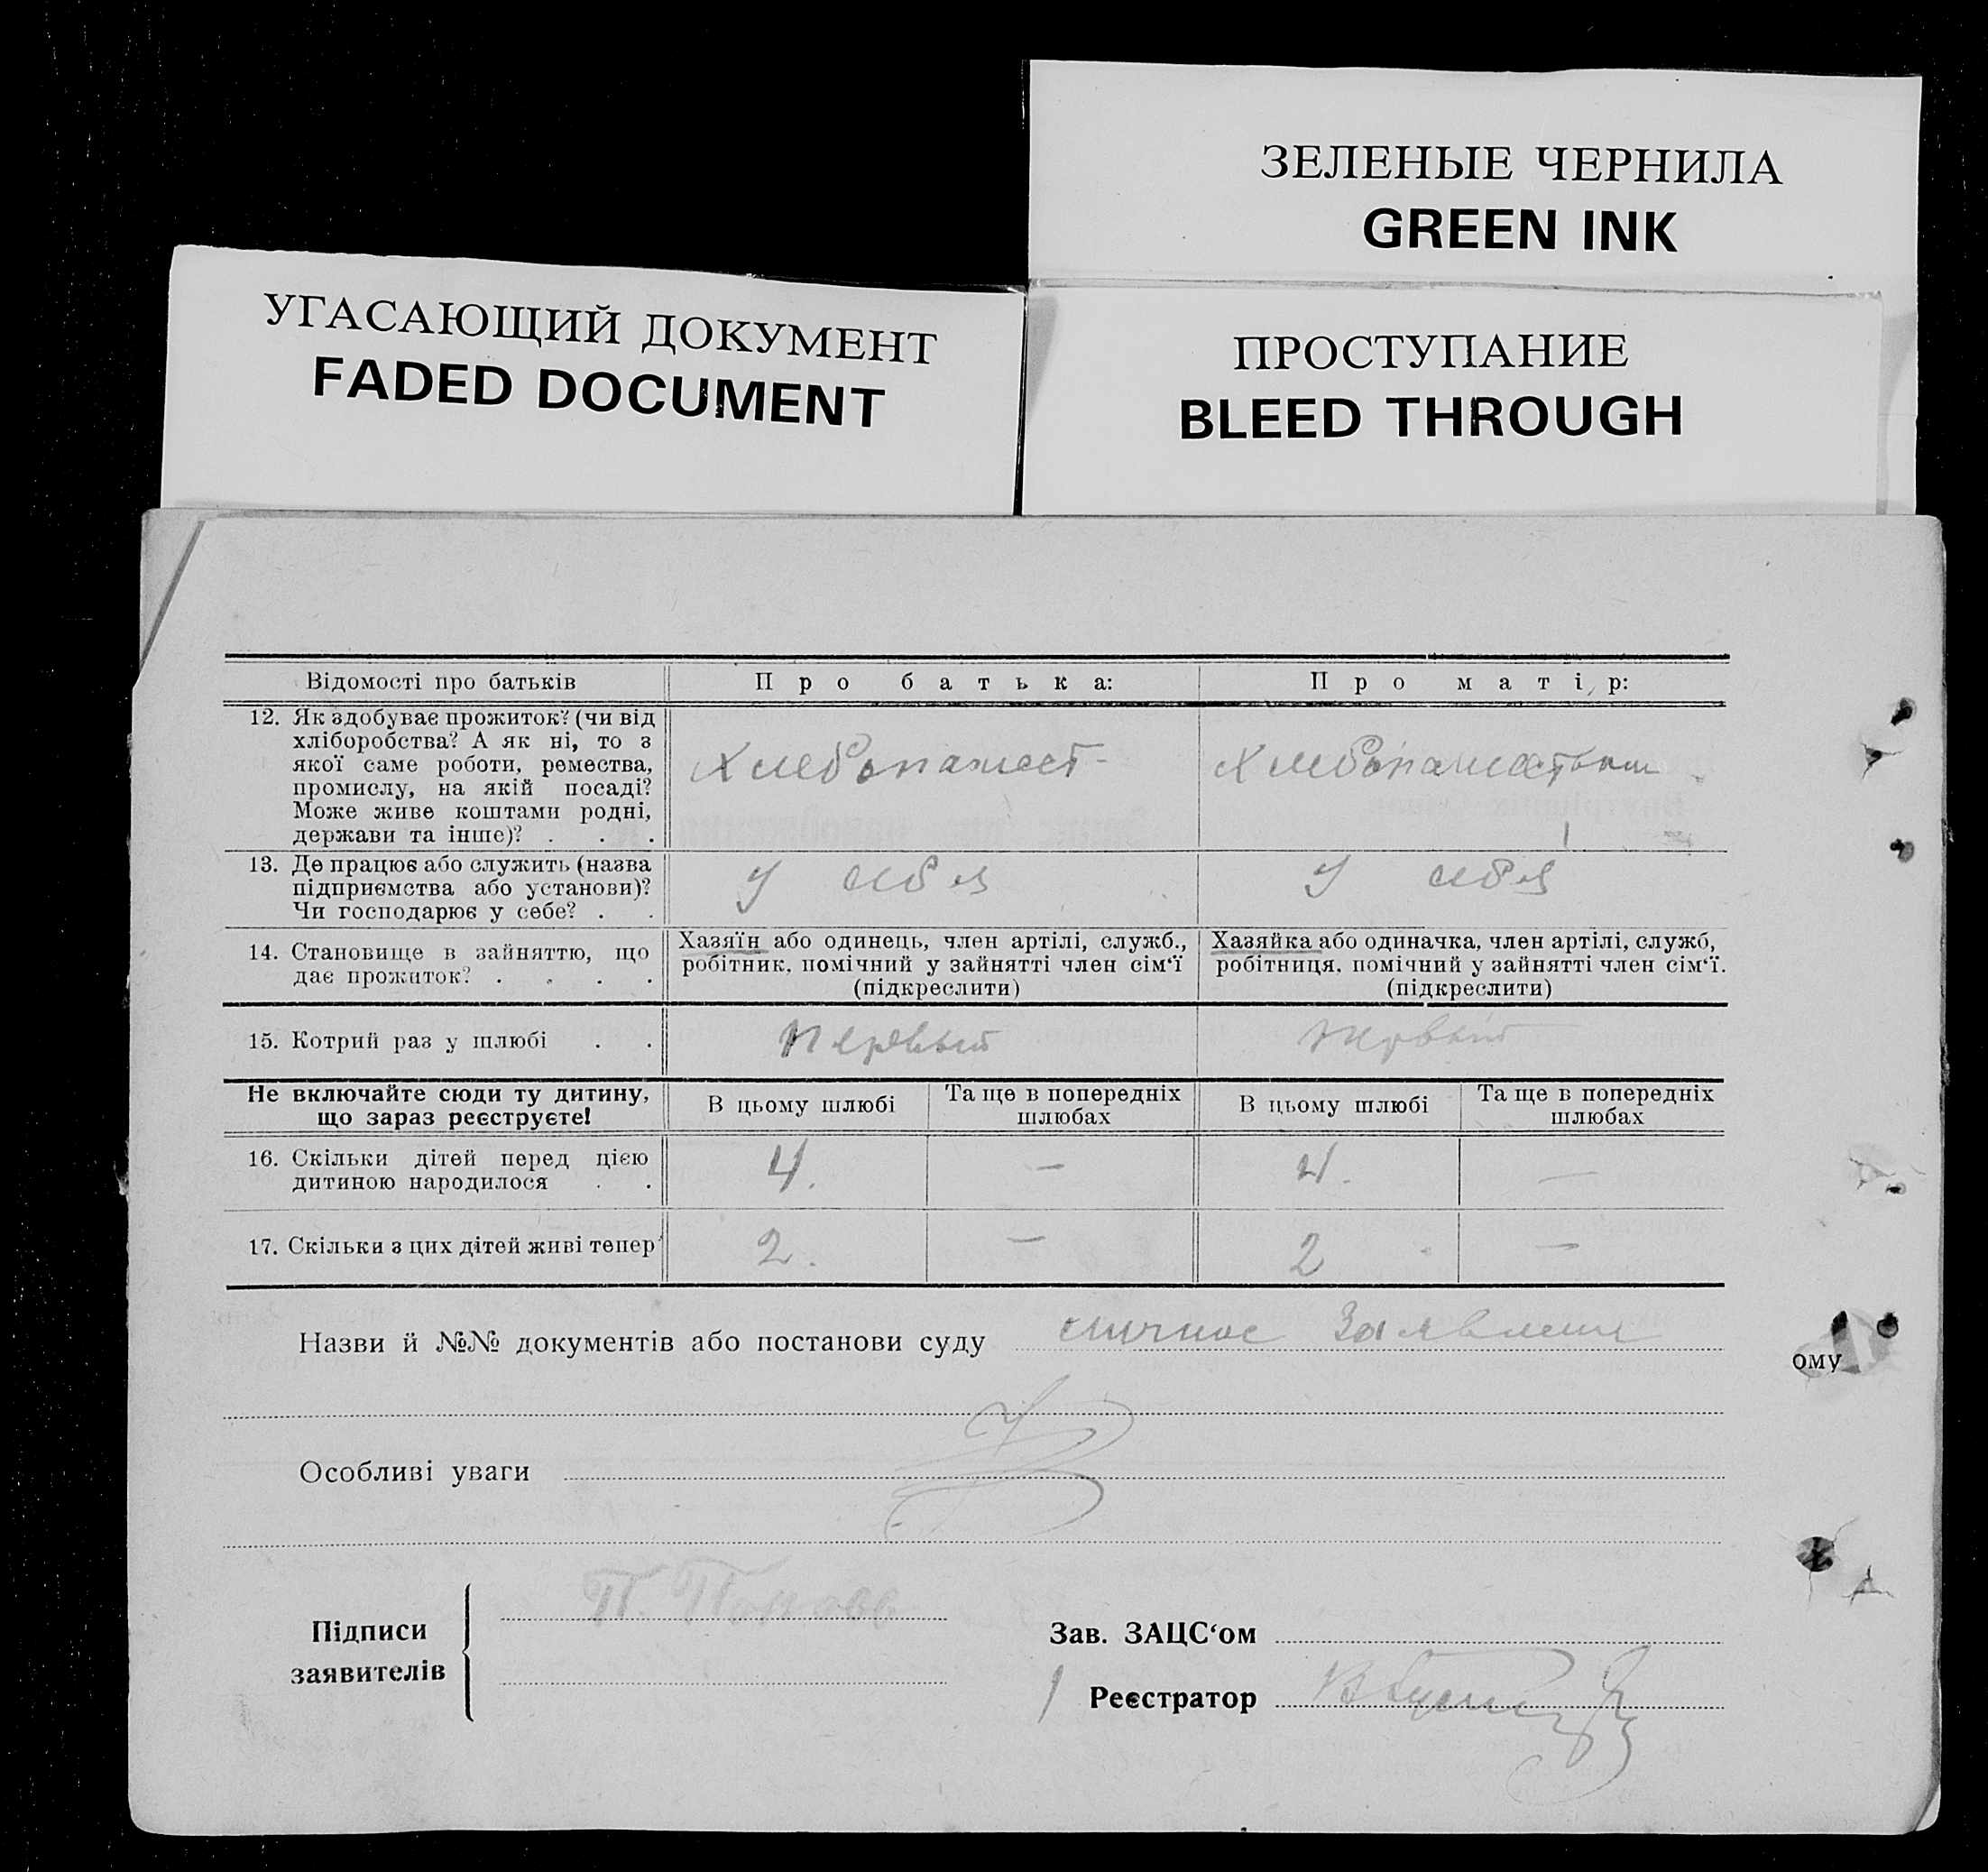 ЗЕЛЕНЫЕ ЧЕРНИЛА
GREEN INK
УГАСАЮЩИЙ ДОКУМЕНТ
FADED DOCUMENT
ПРОСТУПАНИЕ
BLEED THROUGH
Відомості про батьків
Про батька:
Про матір:
12. Як здобуває прожиток? (чи від
хліборобства? А як ні, то з
якої саме роботи, ремества,
промислу, на якій посаді?
Може живе коштами родні,
держави та інше)? . . .
Хлебопашест-
Хлебопашеством
13. Де працює або служить (назва
підприємства або установи)?
Чи господарює у себе? . .
У себя
У себя
14. Становище в зайняттю, що
дає прожиток? . . . .
Хазяїн або одинець, член артілі, служб.,
робітник, помічний у зайнятті член сім‘ї
(підкреслити)
Хазяйка або одиначка, член артілі, служб,
робітниця, помічний у зайнятті член сім‘ї.
(підкреслити)
15. Котрий раз у шлюбі . .
Первый
Первый
Не включайте сюди ту дитину,
що зараз реєструєте!
В цьому шлюбі
Та ще в попередніх
шлюбах
В цьому шлюбі
Та ще в попередніх
шлюбах
16. Скільки дітей перед цією
дитиною народилося . .
4.
—
4.
—
17. Скільки з цих дітей живі тепер
2.
—
2
—
Назви й №№ документів або постанови суду
личное Заявление
ому
Особливі уваги
Підписи
заявителів
П. Попов
Зав. ЗАЦС‘ом
Реєстратор